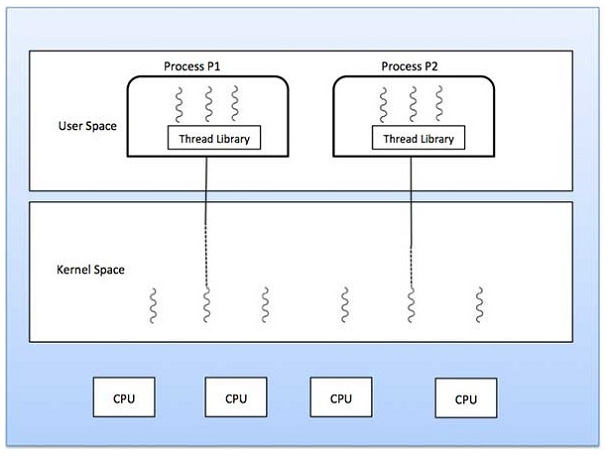 Process P1
Process P2
User Space
Thread Library
Thread Library
Kernel Space
CPU
CPU
CPU
CPU